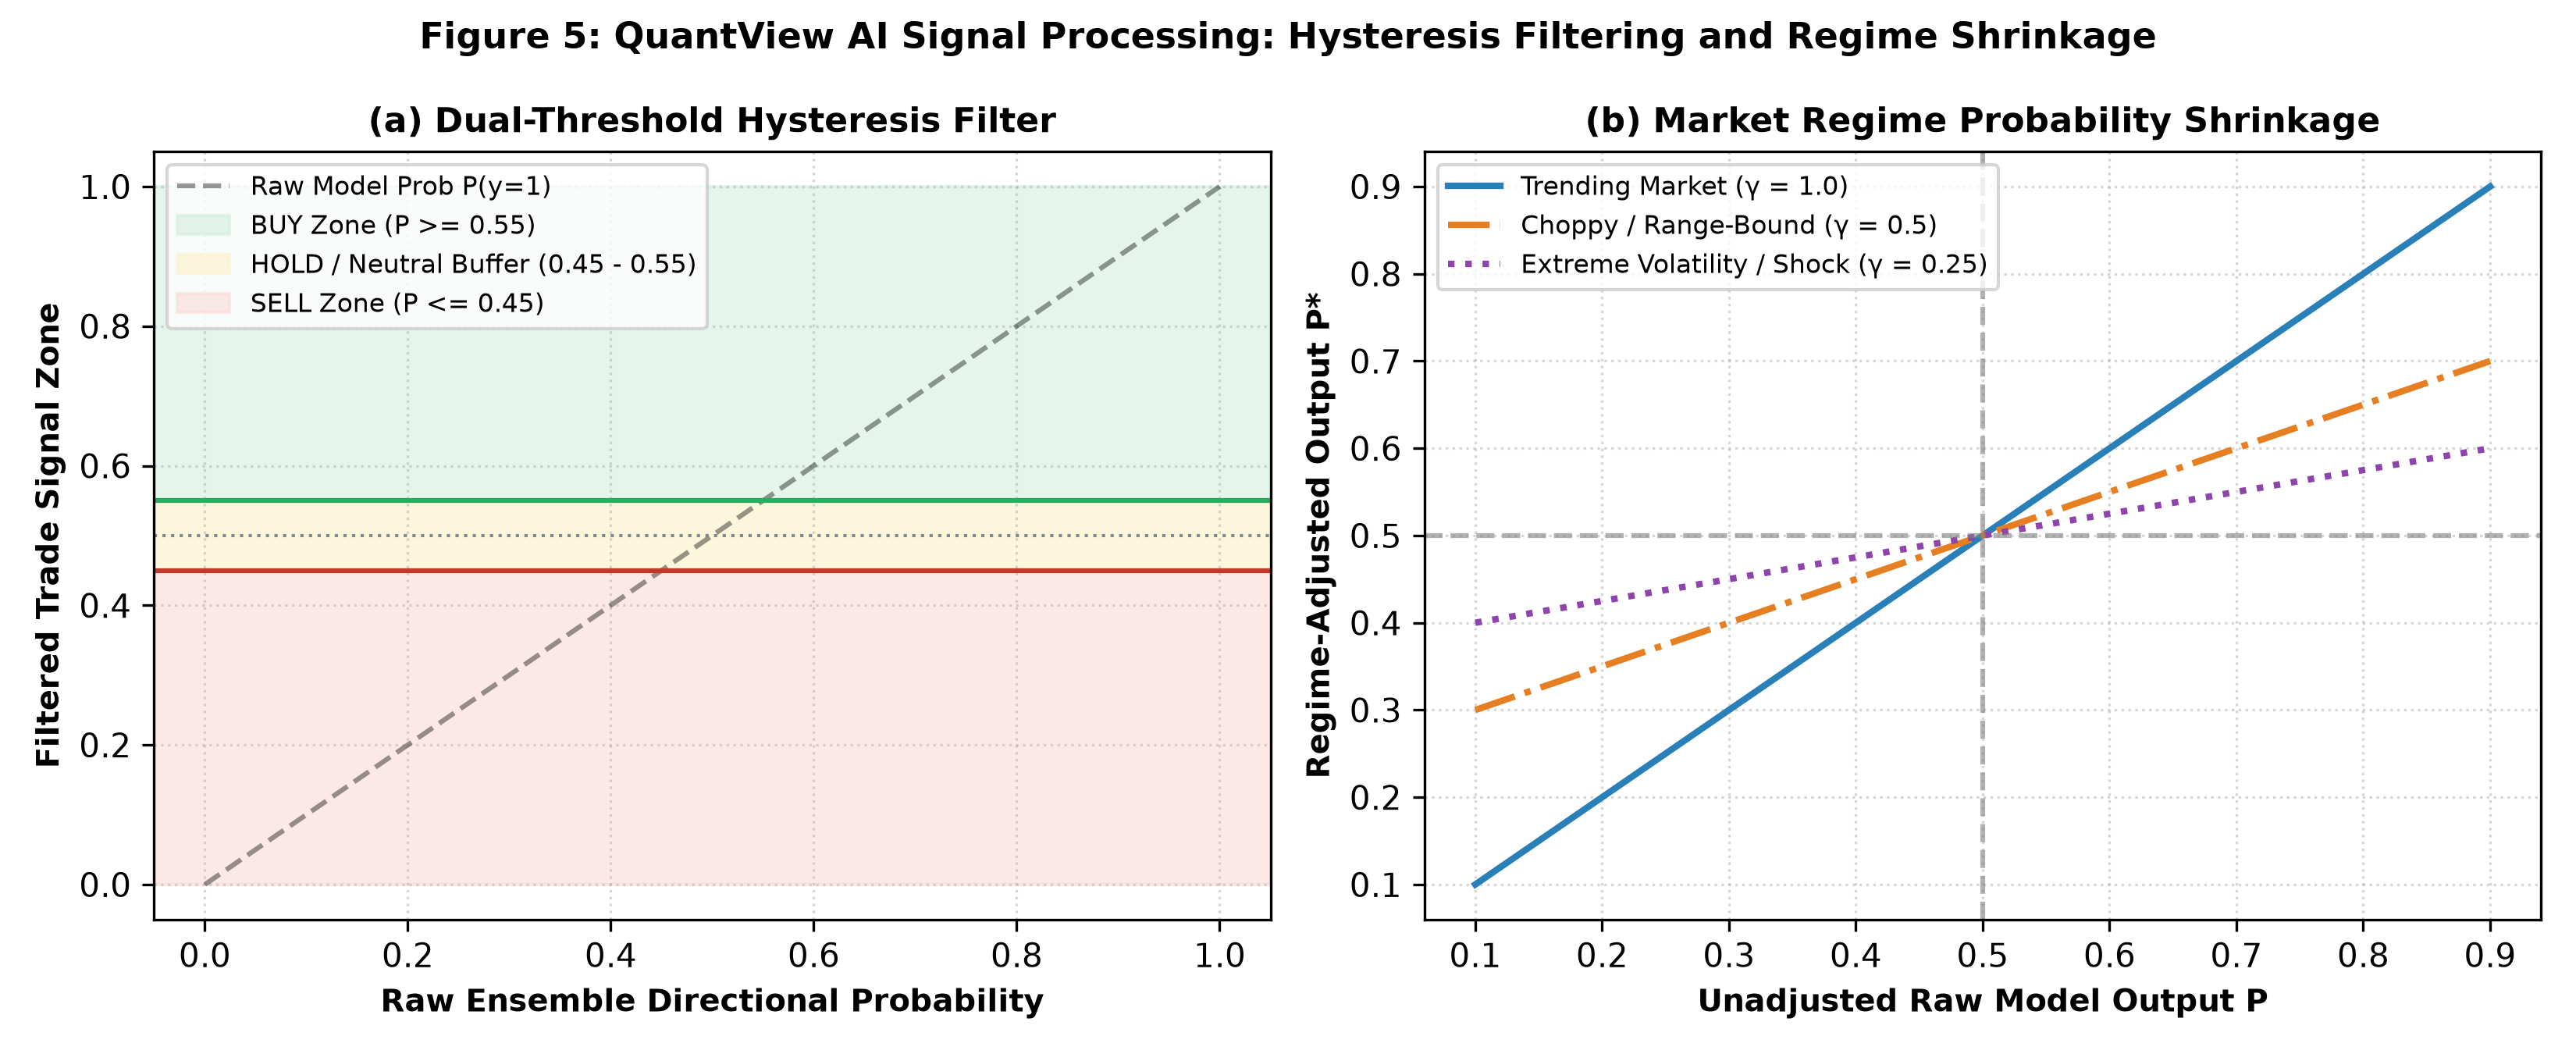 Figure 5: QuantView AI Signal Processing: Hysteresis Filtering and Regime Shrinkage
(a) Dual-Threshold Hysteresis Filter
Raw Model Prob P(y=1)
BUY Zone (P >= 0.55)
HOLD / Neutral Buffer (0.45 - 0.55)
SELL Zone (P <= 0.45)
Filtered Trade Signal Zone
1.0
0.8
0.6
0.4
0.2
0.0
0.0 0.2 0.4 0.6 0.8 1.0
Raw Ensemble Directional Probability
(b) Market Regime Probability Shrinkage
Trending Market (γ = 1.0)
Choppy / Range-Bound (γ = 0.5)
Extreme Volatility / Shock (γ = 0.25)
Regime-Adjusted Output P*
0.9
0.8
0.7
0.6
0.5
0.4
0.3
0.2
0.1
0.1 0.2 0.3 0.4 0.5 0.6 0.7 0.8 0.9
Unadjusted Raw Model Output P